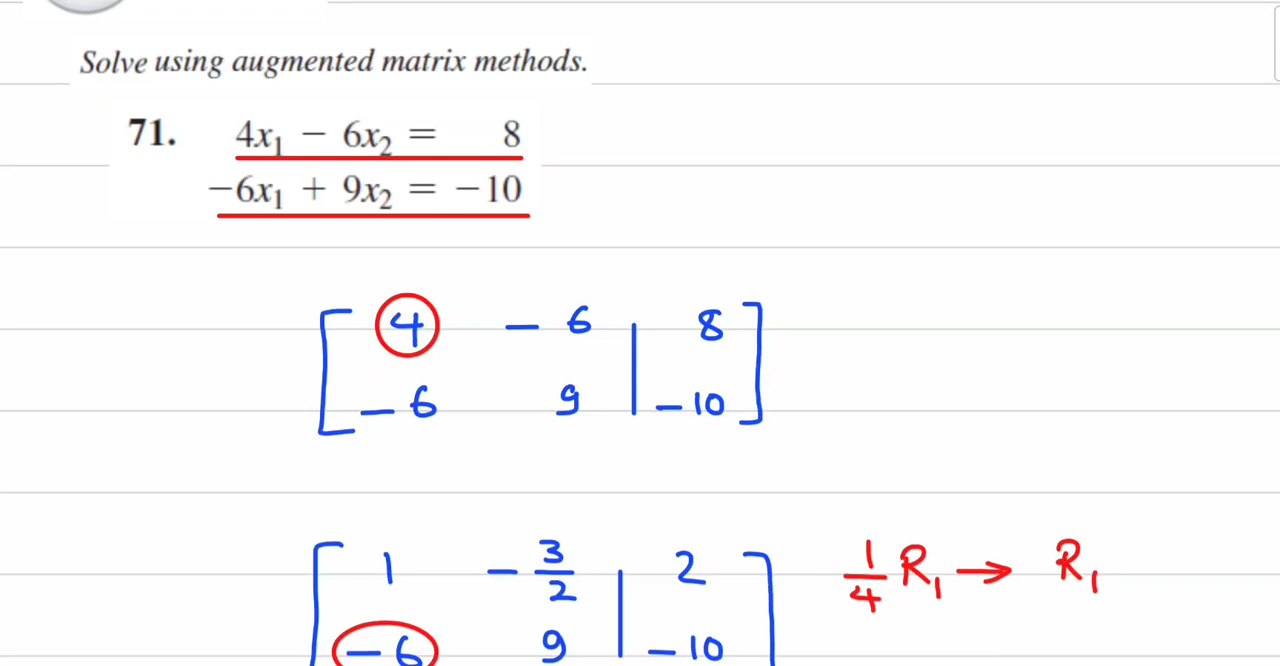 Solve using augmented matrix methods.
71. 4x₁ − 6x₂ = 8
−6x₁ + 9x₂ = −10
[ 4 − 6 | 8 ]
[ − 6 9 | − 10 ]
[ 1 − 3/2 | 2 ] 1/4 R₁ → R₁
[ − 6 9 | − 10 ]